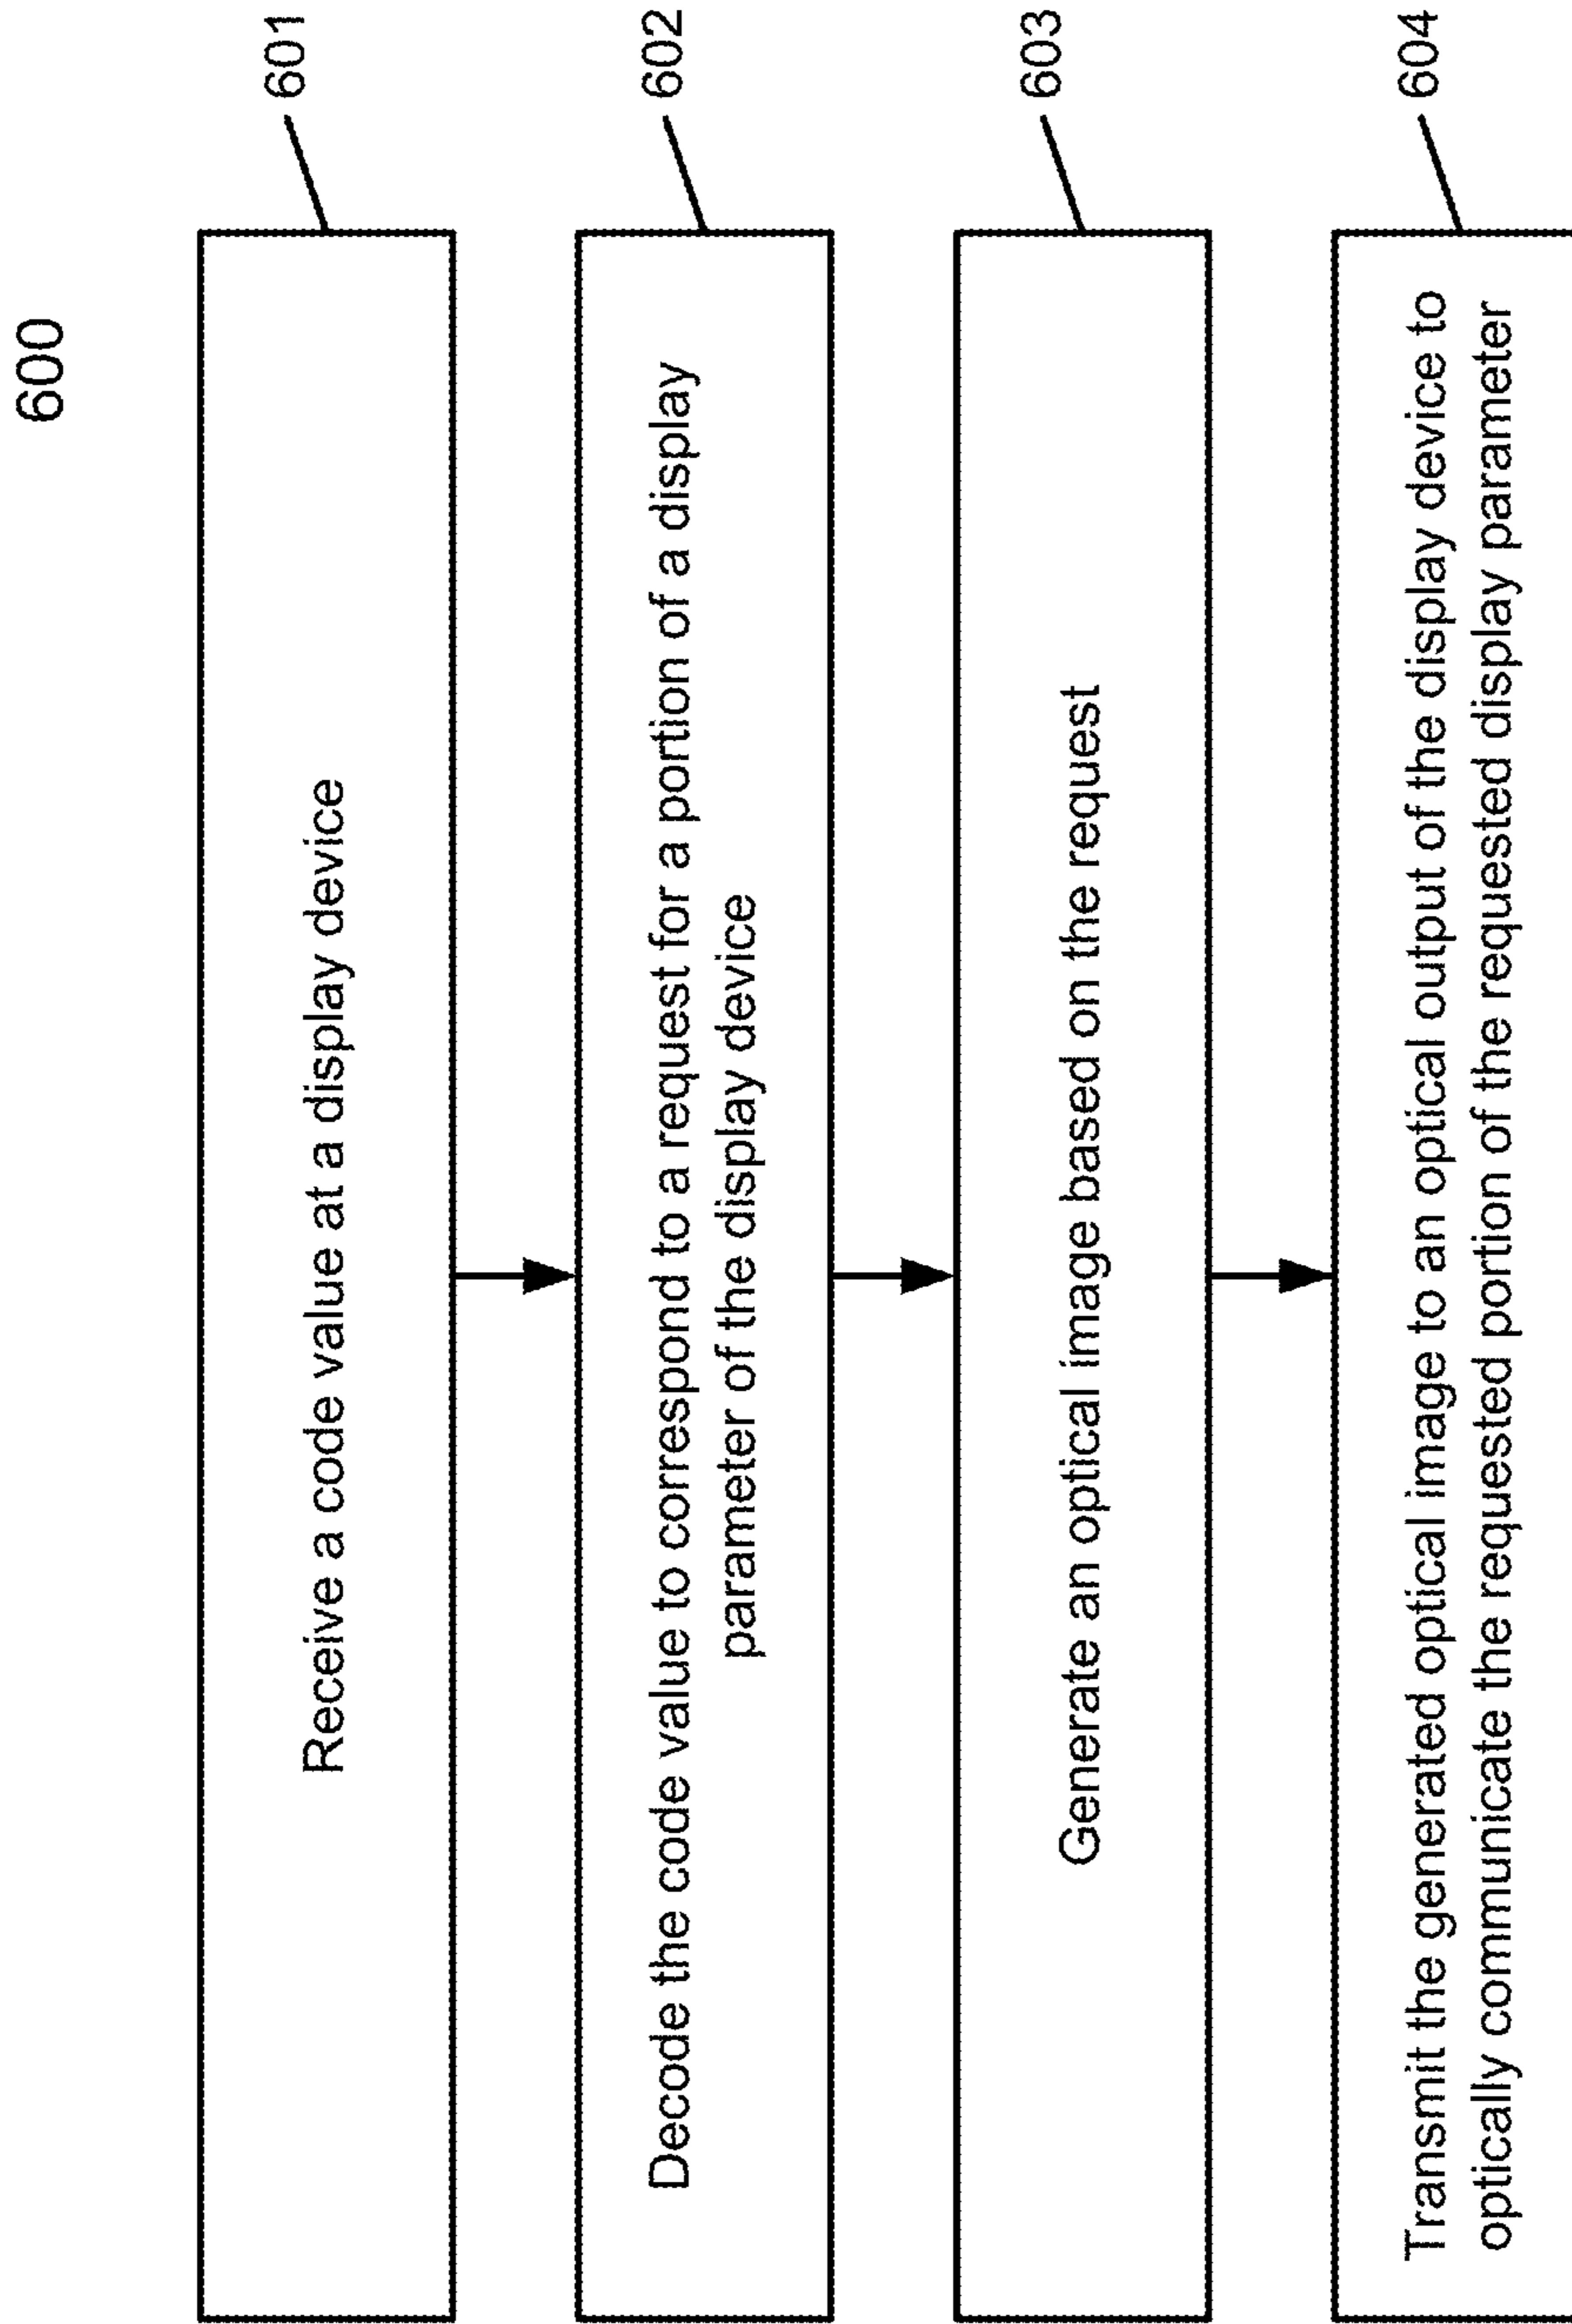 600
Receive a code value at a display device
601
Decode the code value to correspond to a request for a portion of a display
parameter of the display device
602
Generate an optical image based on the request
603
Transmit the generated optical image to an optical output of the display device to
optically communicate the requested portion of the requested display parameter
604